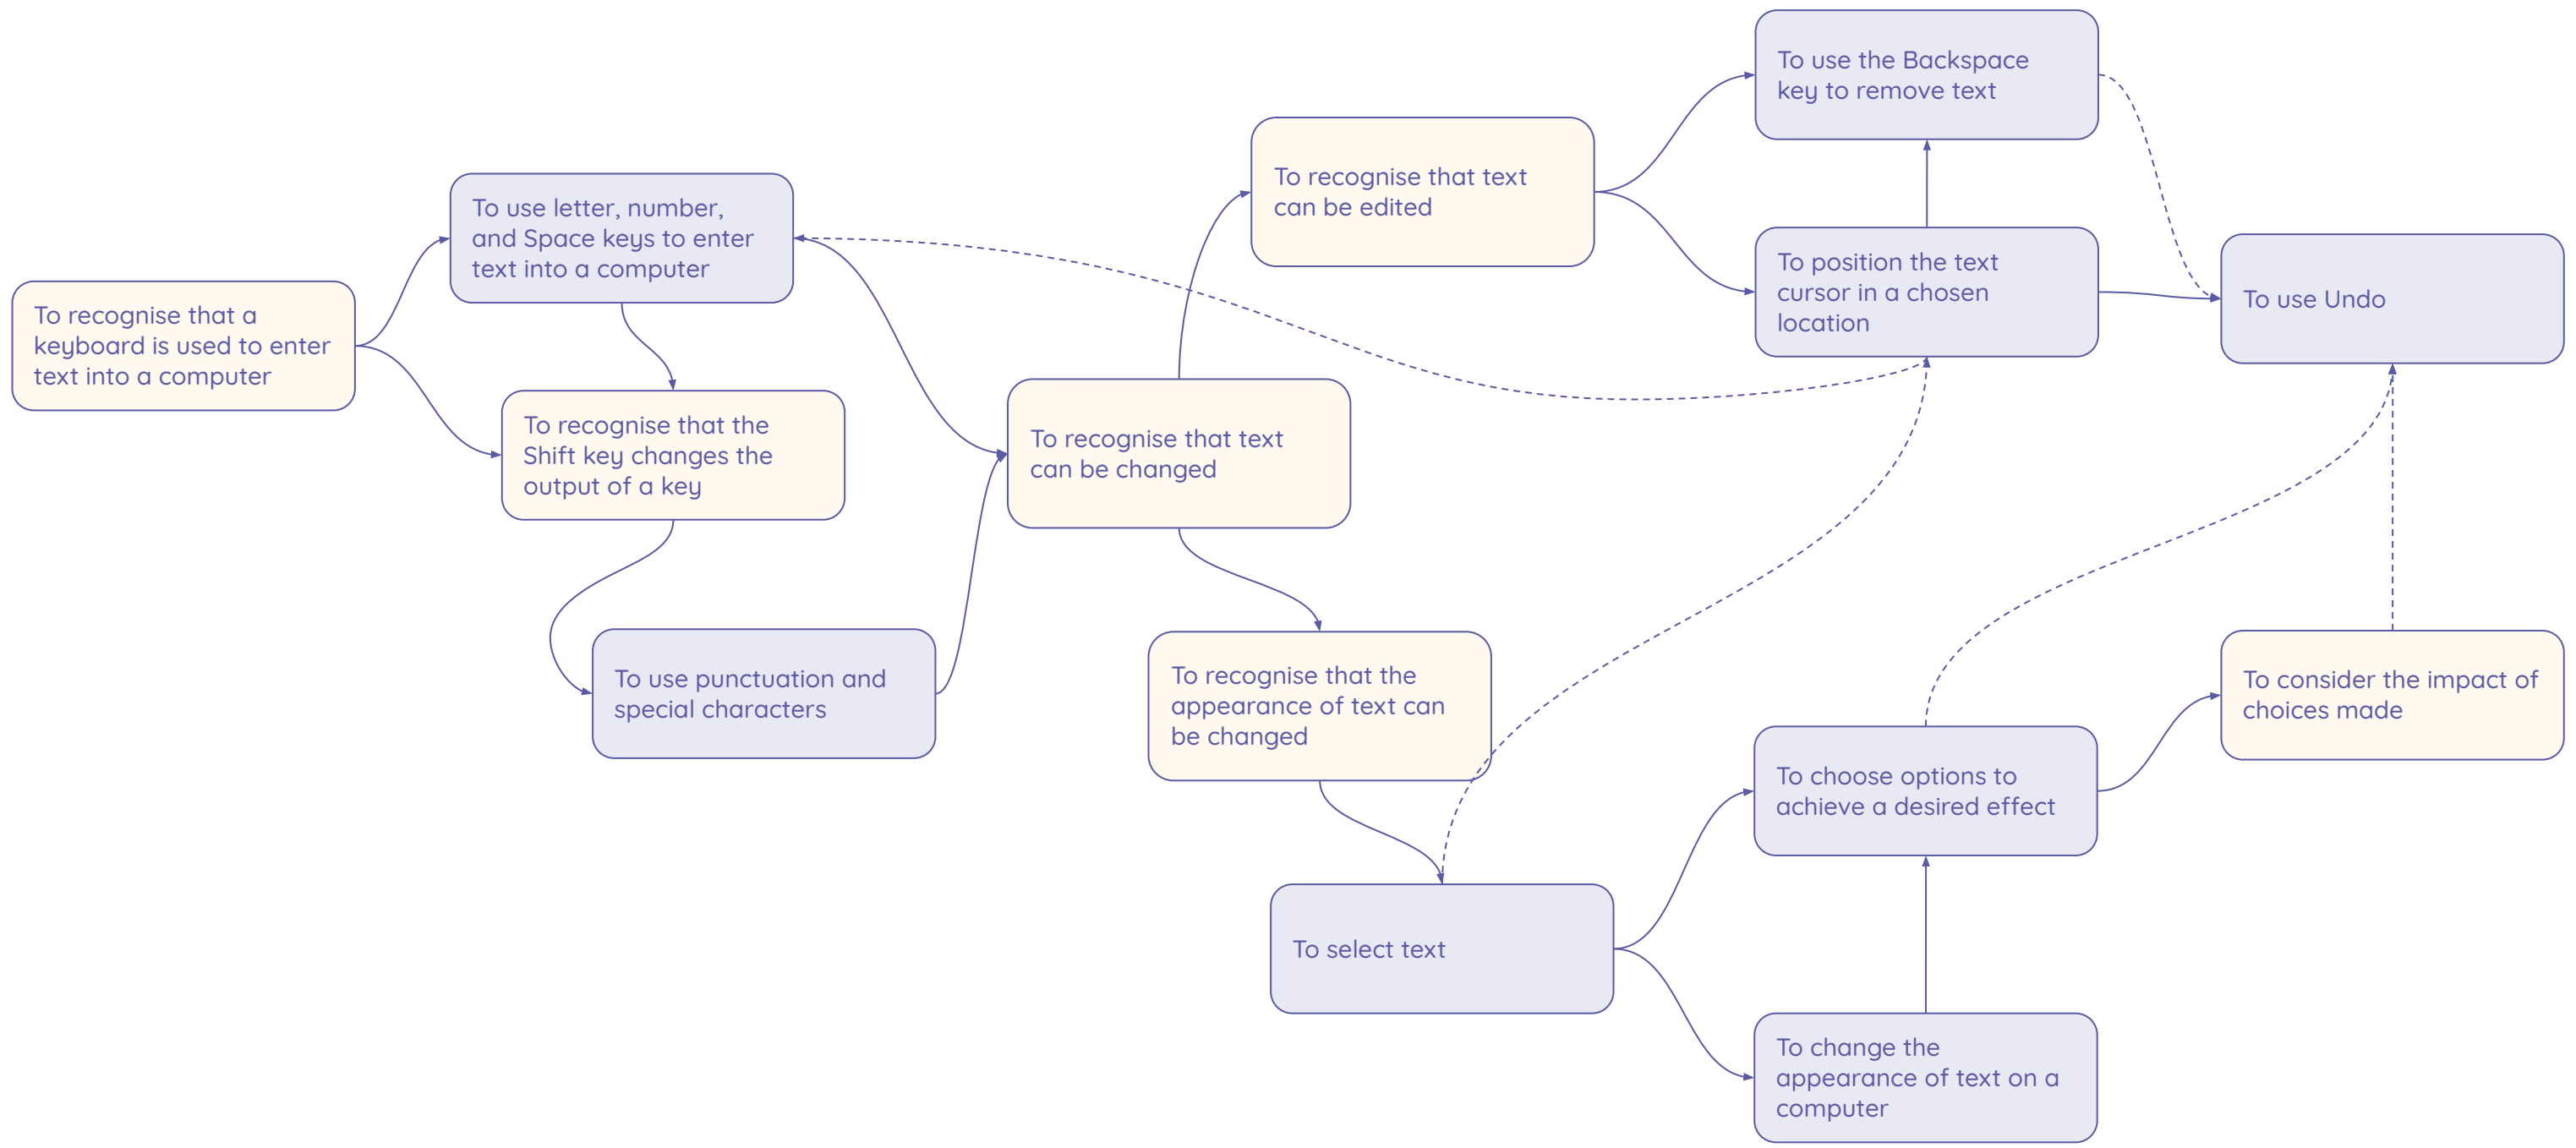 To recognise that a
keyboard is used to enter
text into a computer
To use letter, number,
and Space keys to enter
text into a computer
To recognise that the
Shift key changes the
output of a key
To use punctuation and
special characters
To recognise that text
can be changed
To recognise that text
can be edited
To recognise that the
appearance of text can
be changed
To select text
To use the Backspace
key to remove text
To position the text
cursor in a chosen
location
To use Undo
To choose options to
achieve a desired effect
To change the
appearance of text on a
computer
To consider the impact of
choices made